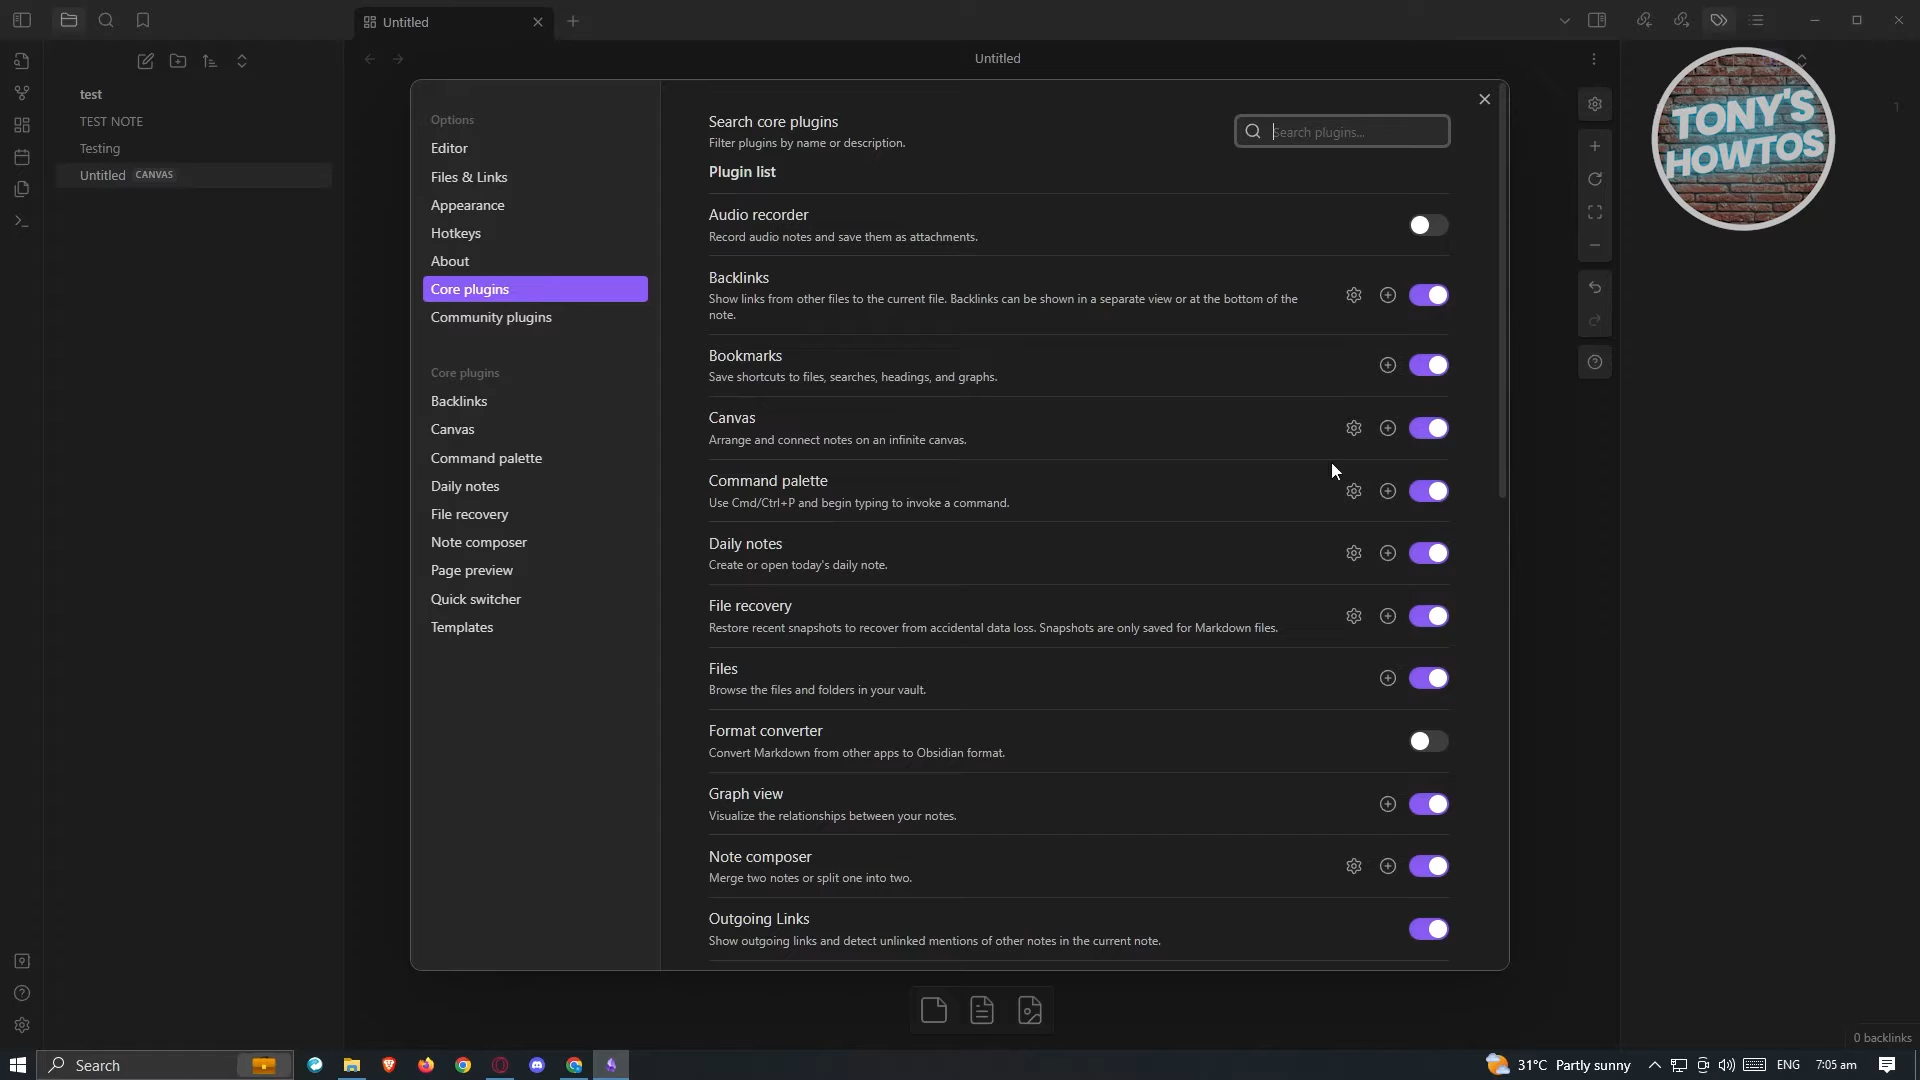 Untitled
Untitled
test
TEST NOTE
Testing
Untitled CANVAS
Options
Editor
Files & Links
Appearance
Hotkeys
About
Core plugins
Community plugins
Core plugins
Backlinks
Canvas
Command palette
Daily notes
File recovery
Note composer
Page preview
Quick switcher
Templates
Search core plugins
Filter plugins by name or description.
Search plugins...
Plugin list
Audio recorder
Record audio notes and save them as attachments.
Backlinks
Show links from other files to the current file. Backlinks can be shown in a separate view or at the bottom of the
note.
Bookmarks
Save shortcuts to files, searches, headings, and graphs.
Canvas
Arrange and connect notes on an infinite canvas.
Command palette
Use Cmd/Ctrl+P and begin typing to invoke a command.
Daily notes
Create or open today's daily note.
File recovery
Restore recent snapshots to recover from accidental data loss. Snapshots are only saved for Markdown files.
Files
Browse the files and folders in your vault.
Format converter
Convert Markdown from other apps to Obsidian format.
Graph view
Visualize the relationships between your notes.
Note composer
Merge two notes or split one into two.
Outgoing Links
Show outgoing links and detect unlinked mentions of other notes in the current note.
TONY'S
HOWTOS
1
0 backlinks
Search
31°C Partly sunny
ENG
7:05 am